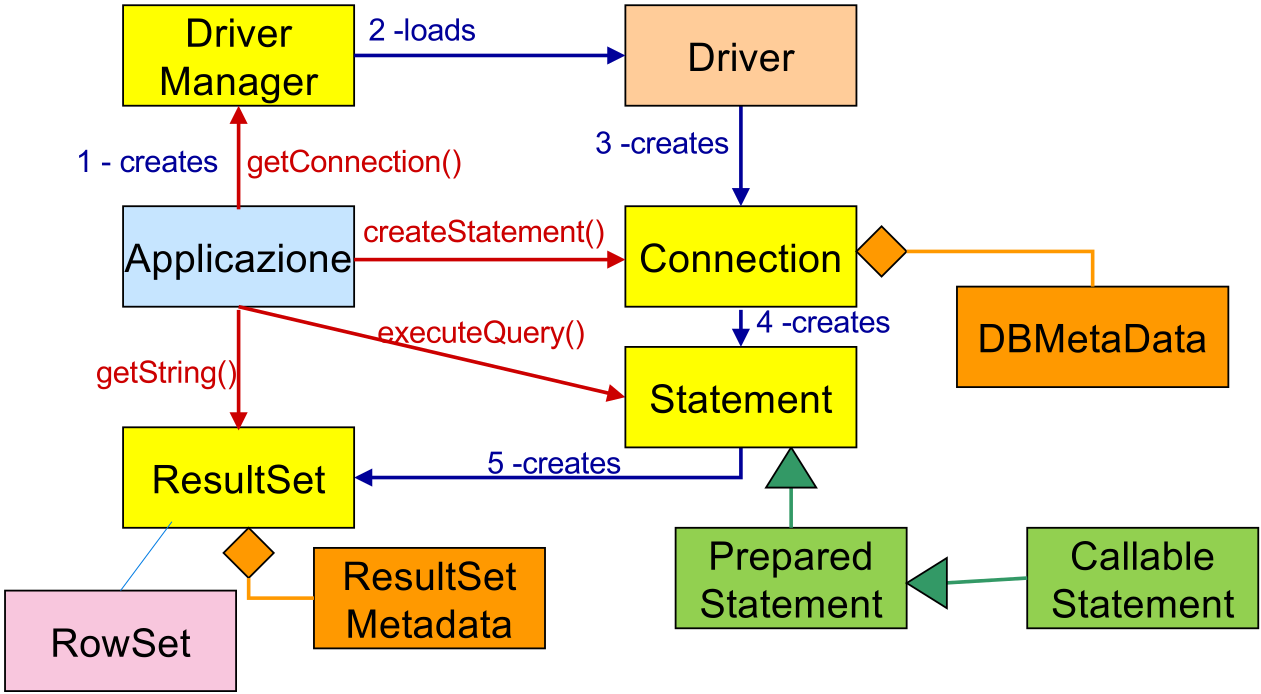 Driver
Manager
2 -loads
Driver
1 - creates
getConnection()
3 -creates
Applicazione
createStatement()
Connection
executeQuery()
4 -creates
DBMetaData
getString()
Statement
ResultSet
5 -creates
Prepared
Statement
Callable
Statement
ResultSet
Metadata
RowSet